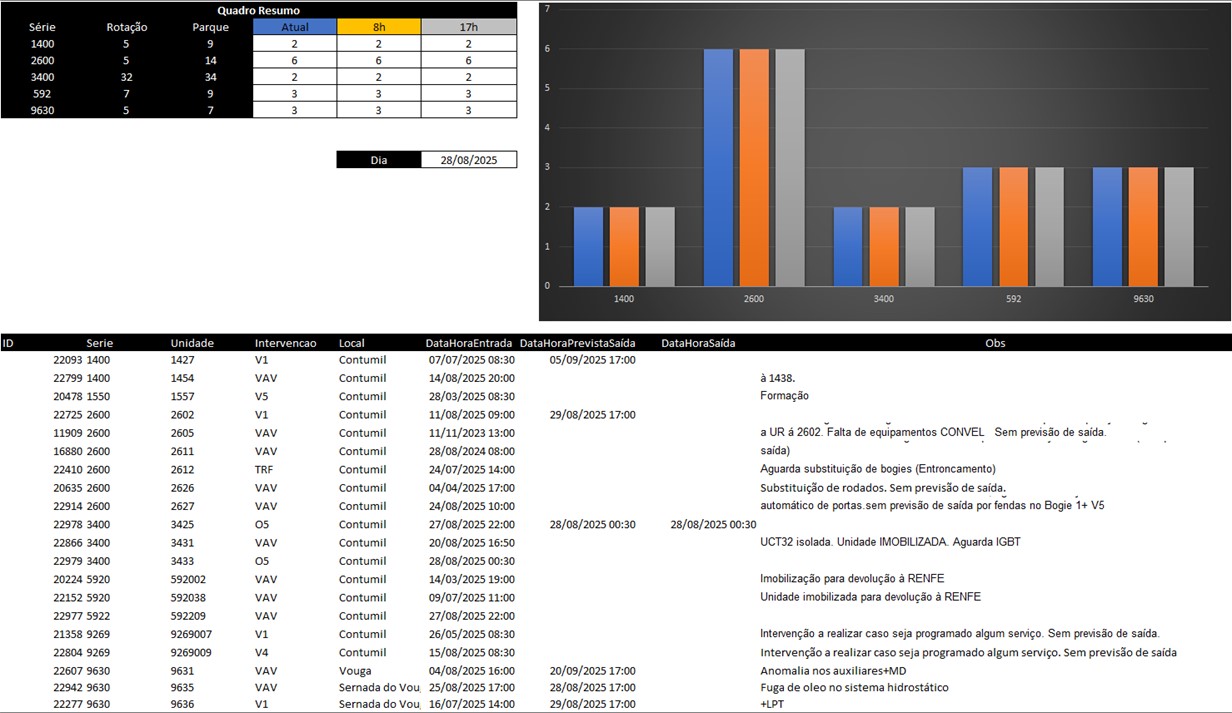 Quadro Resumo
Série Rotação Parque Atual 8h 17h
1400 5 9 2 2 2
2600 5 14 6 6 6
3400 32 34 2 2 2
592 7 9 3 3 3
9630 5 7 3 3 3
Dia 28/08/2025
7
6
5
4
3
2
1
0
1400 2600 3400 592 9630
ID Serie Unidade Intervencao Local DataHoraEntrada DataHoraPrevistaSaída DataHoraSaída Obs
22093 1400 1427 V1 Contumil 07/07/2025 08:30 05/09/2025 17:00
22799 1400 1454 VAV Contumil 14/08/2025 20:00 à 1438.
20478 1550 1557 V5 Contumil 28/03/2025 08:30 Formação
22725 2600 2602 V1 Contumil 11/08/2025 09:00 29/08/2025 17:00
11909 2600 2605 VAV Contumil 11/11/2023 13:00 a UR á 2602. Falta de equipamentos CONVEL Sem previsão de saída.
16880 2600 2611 VAV Contumil 28/08/2024 08:00 saída)
22410 2600 2612 TRF Contumil 24/07/2025 14:00 Aguarda substituição de bogies (Entroncamento)
20635 2600 2626 VAV Contumil 04/04/2025 17:00 Substituição de rodados. Sem previsão de saída.
22914 2600 2627 VAV Contumil 24/08/2025 10:00 automático de portas.sem previsão de saída por fendas no Bogie 1+ V5
22978 3400 3425 O5 Contumil 27/08/2025 22:00 28/08/2025 00:30 28/08/2025 00:30
22866 3400 3431 VAV Contumil 20/08/2025 16:50 UCT32 isolada. Unidade IMOBILIZADA. Aguarda IGBT
22979 3400 3433 O5 Contumil 28/08/2025 00:30
20224 5920 592002 VAV Contumil 14/03/2025 19:00 Imobilização para devolução à RENFE
22152 5920 592038 VAV Contumil 09/07/2025 11:00 Unidade imobilizada para devolução à RENFE
22977 5922 592209 VAV Contumil 27/08/2025 22:00
21358 9269 9269007 V1 Contumil 26/05/2025 08:30 Intervenção a realizar caso seja programado algum serviço. Sem previsão de saída.
22804 9269 9269009 V4 Contumil 15/08/2025 08:30 Intervenção a realizar caso seja programado algum serviço. Sem previsão de saída
22607 9630 9631 VAV Vouga 04/08/2025 16:00 20/09/2025 17:00 Anomalia nos auxiliares+MD
22942 9630 9635 VAV Sernada do Vou 25/08/2025 17:00 28/08/2025 17:00 Fuga de oleo no sistema hidrostático
22277 9630 9636 V1 Sernada do Vou 16/07/2025 14:00 29/08/2025 17:00 +LPT